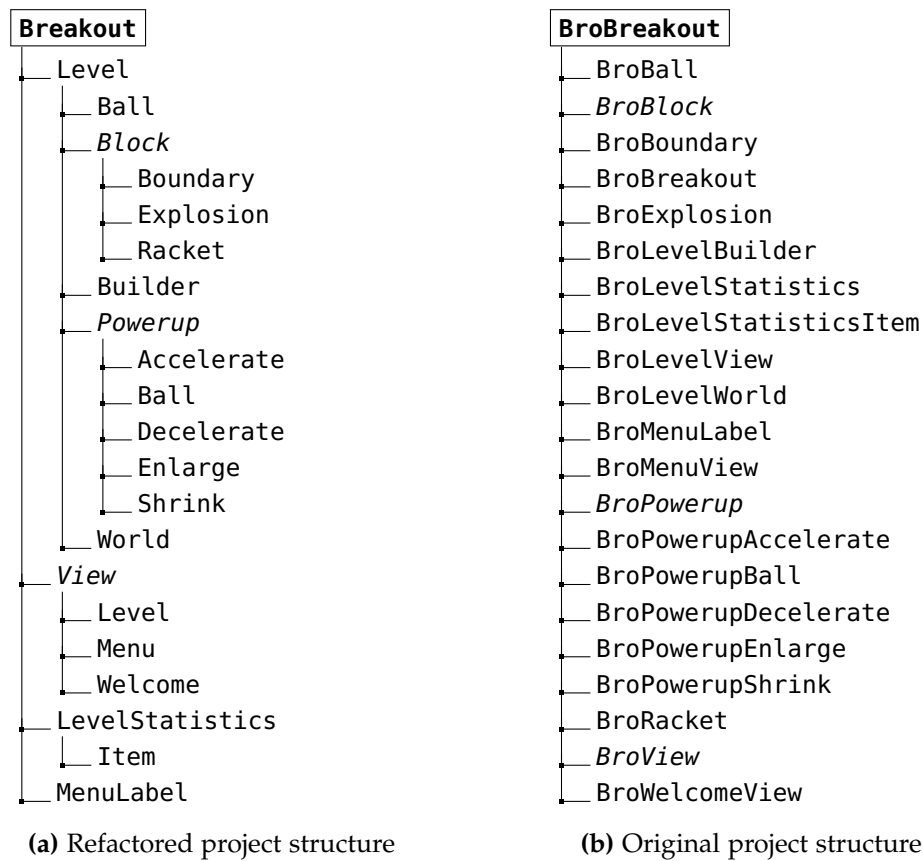 Breakout
Level
Ball
Block
Boundary
Explosion
Racket
Builder
Powerup
Accelerate
Ball
Decelerate
Enlarge
Shrink
World
View
Level
Menu
Welcome
LevelStatistics
Item
MenuLabel
(a) Refactored project structure
BroBreakout
BroBall
BroBlock
BroBoundary
BroBreakout
BroExplosion
BroLevelBuilder
BroLevelStatistics
BroLevelStatisticsItem
BroLevelView
BroLevelWorld
BroMenuLabel
BroMenuView
BroPowerup
BroPowerupAccelerate
BroPowerupBall
BroPowerupDecelerate
BroPowerupEnlarge
BroPowerupShrink
BroRacket
BroView
BroWelcomeView
(b) Original project structure